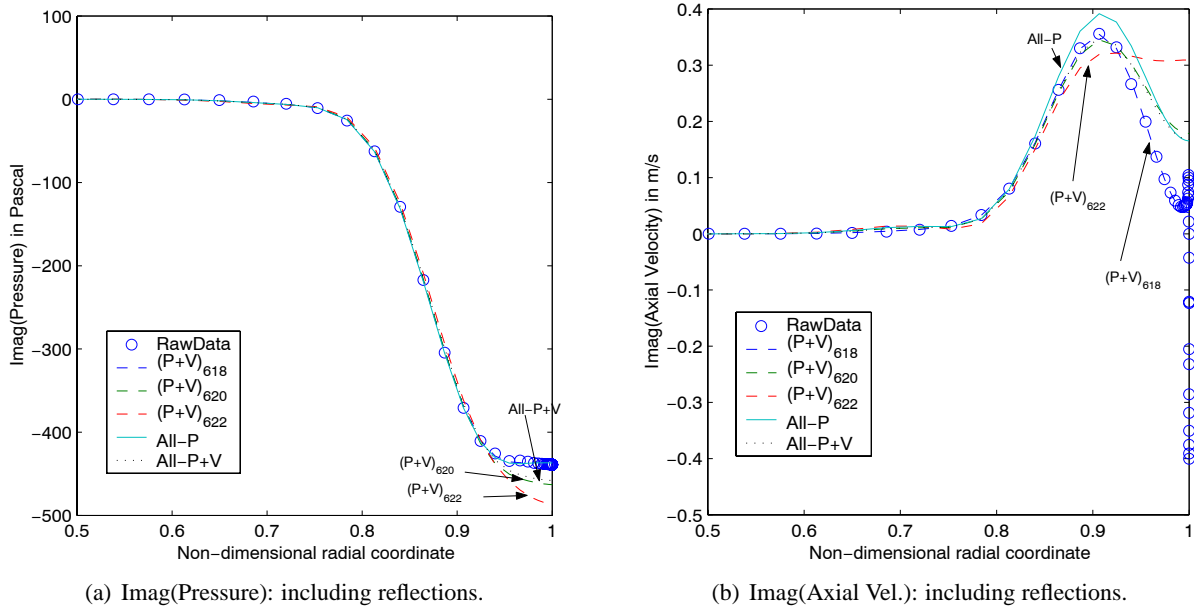 100
0
−100
−200
−300
−400
−500
Imag(Pressure) in Pascal
RawData
(P+V)618
(P+V)620
(P+V)622
All−P
All−P+V
All−P+V
(P+V)620
(P+V)622
0.5
0.6
0.7
0.8
0.9
1
Non−dimensional radial coordinate
(a) Imag(Pressure): including reflections.
0.4
0.3
0.2
0.1
0
−0.1
−0.2
−0.3
−0.4
−0.5
Imag(Axial Velocity) in m/s
All−P
(P+V)622
(P+V)618
RawData
(P+V)618
(P+V)620
(P+V)622
All−P
All−P+V
0.5
0.6
0.7
0.8
0.9
1
Non−dimensional radial coordinate
(b) Imag(Axial Vel.): including reflections.